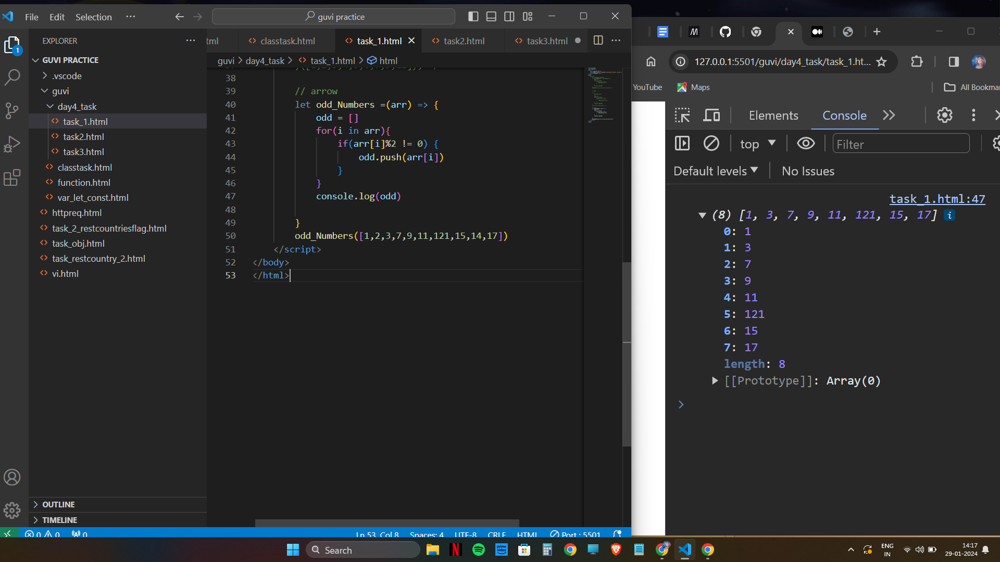 File Edit Selection ···
guvi practice
EXPLORER
GUVI PRACTICE
.vscode
guvi
day4_task
task_1.html
task2.html
task3.html
classtask.html
function.html
var_let_const.html
httpreq.html
task_2_restcountriesflag.html
task_obj.html
task_restcountry_2.html
vi.html
OUTLINE
TIMELINE
1
tml classtask.html task_1.html task2.html task3.html
guvi > day4_task > task_1.html > html
38
39 // arrow
40 let odd_Numbers =(arr) => {
41 odd = []
42 for(i in arr){
43 if(arr[i]%2 != 0) {
44 odd.push(arr[i])
45 }
46 }
47 console.log(odd)
48
49 }
50 odd_Numbers([1,2,3,7,9,11,121,15,14,17])
51 </script>
52 </body>
53 </html>
0 0 0 Ln 53, Col 8 Spaces: 4 UTF-8 CRLF HTML Port : 5501
127.0.0.1:5501/guvi/day4_task/task_1.ht...
YouTube Maps All Bookmar
Elements Console
top Filter
Default levels No Issues
task_1.html:47
(8) [1, 3, 7, 9, 11, 121, 15, 17] i
0: 1
1: 3
2: 7
3: 9
4: 11
5: 121
6: 15
7: 17
length: 8
[[Prototype]]: Array(0)
Search
prime video
ENG
IN
14:17
29-01-2024